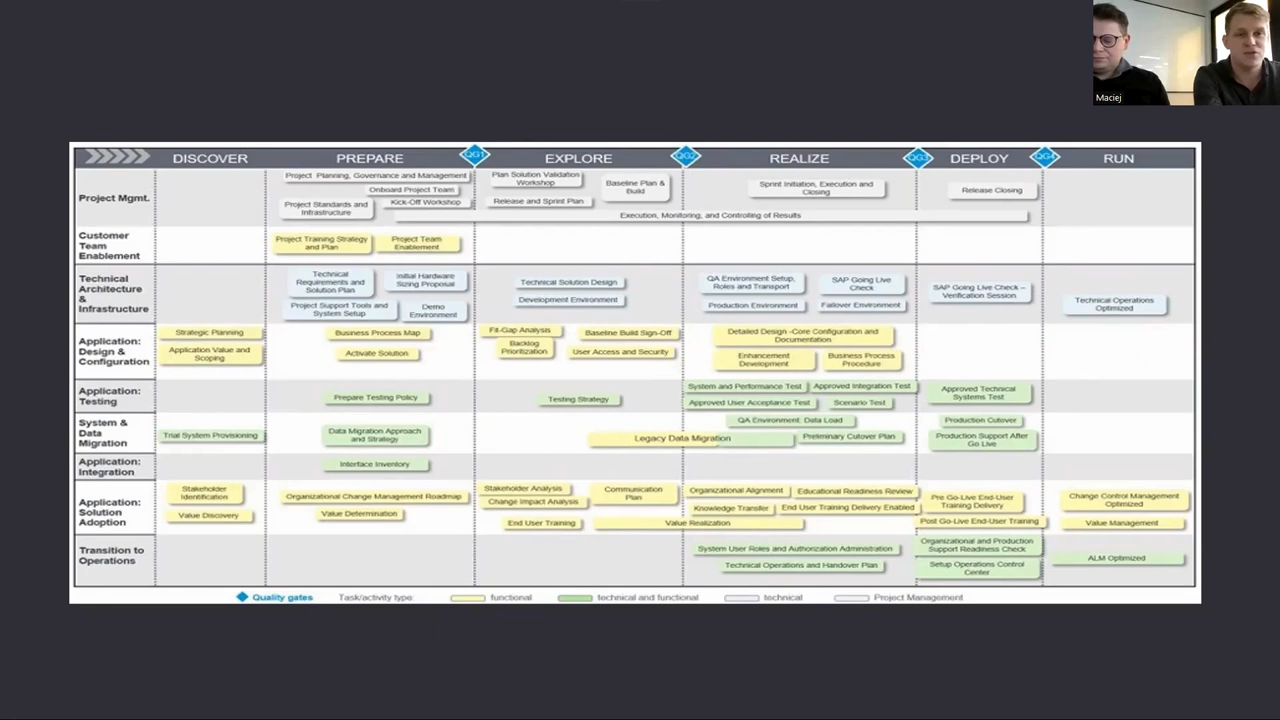 Maciej
DISCOVER
PREPARE
QG1
EXPLORE
QG2
REALIZE
QG3
DEPLOY
QG4
RUN
Project Mgmt.
Project Planning, Governance and Management
Onboard Project Team
Project Standards and
Infrastructure
Kick-Off Workshop
Plan Solution Validation
Workshop
Release and Sprint Plan
Baseline Plan &
Build
Sprint Initiation, Execution and
Closing
Release Closing
Execution, Monitoring, and Controlling of Results
Customer
Team
Enablement
Project Training Strategy
and Plan
Project Team
Enablement
Technical
Architecture
&
Infrastructure
Technical
Requirements and
Solution Plan
Initial Hardware
Sizing Proposal
Project Support Tools and
System Setup
Demo
Environment
Technical Solution Design
Development Environment
QA Environment Setup,
Roles and Transport
SAP Going Live
Check
Production Environment
Failover Environment
SAP Going Live Check –
Verification Session
Technical Operations
Optimized
Application:
Design &
Configuration
Strategic Planning
Application Value and
Scoping
Business Process Map
Activate Solution
Fit-Gap Analysis
Backlog
Prioritization
Baseline Build Sign-Off
User Access and Security
Detailed Design -Core Configuration and
Documentation
Enhancement
Development
Business Process
Procedure
Application:
Testing
Prepare Testing Policy
Testing Strategy
System and Performance Test
Approved Integration Test
Approved User Acceptance Test
Scenario Test
Approved Technical
Systems Test
System &
Data
Migration
Trial System Provisioning
Data Migration Approach
and Strategy
Legacy Data Migration
QA Environment: Data Load
Preliminary Cutover Plan
Production Cutover
Production Support After
Go Live
Application:
Integration
Interface Inventory
Application:
Solution
Adoption
Stakeholder
Identification
Value Discovery
Organizational Change Management Roadmap
Value Determination
Stakeholder Analysis
Change Impact Analysis
Communication
Plan
End User Training
Value Realization
Organizational Alignment
Educational Readiness Review
Knowledge Transfer
End User Training Delivery Enabled
Pre Go-Live End-User
Training Delivery
Post Go-Live End-User Training
Change Control Management
Optimized
Value Management
Transition to
Operations
System User Roles and Authorization Administration
Technical Operations and Handover Plan
Organizational and Production
Support Readiness Check
Setup Operations Control
Center
ALM Optimized
Quality gates
Task/activity type:
functional
technical and functional
technical
Project Management